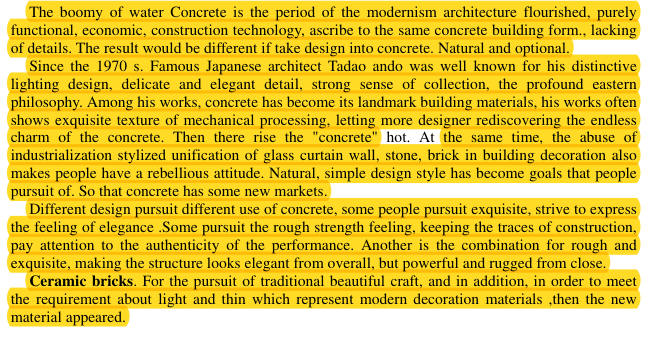 The boomy of water Concrete is the period of the modernism architecture flourished, purely
functional, economic, construction technology, ascribe to the same concrete building form., lacking
of details. The result would be different if take design into concrete. Natural and optional.
Since the 1970 s. Famous Japanese architect Tadao ando was well known for his distinctive
lighting design, delicate and elegant detail, strong sense of collection, the profound eastern
philosophy. Among his works, concrete has become its landmark building materials, his works often
shows exquisite texture of mechanical processing, letting more designer rediscovering the endless
charm of the concrete. Then there rise the "concrete" hot. At the same time, the abuse of
industrialization stylized unification of glass curtain wall, stone, brick in building decoration also
makes people have a rebellious attitude. Natural, simple design style has become goals that people
pursuit of. So that concrete has some new markets.
Different design pursuit different use of concrete, some people pursuit exquisite, strive to express
the feeling of elegance .Some pursuit the rough strength feeling, keeping the traces of construction,
pay attention to the authenticity of the performance. Another is the combination for rough and
exquisite, making the structure looks elegant from overall, but powerful and rugged from close.
Ceramic bricks. For the pursuit of traditional beautiful craft, and in addition, in order to meet
the requirement about light and thin which represent modern decoration materials ,then the new
material appeared.